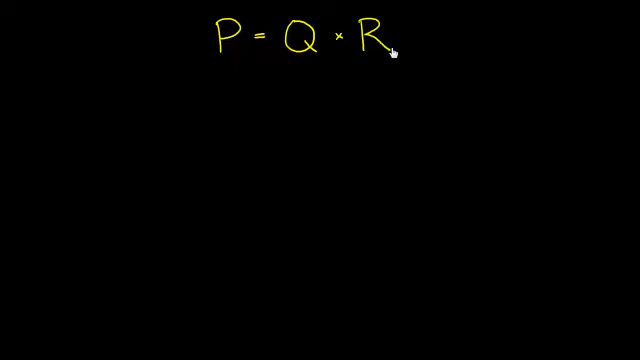 P = Q × R